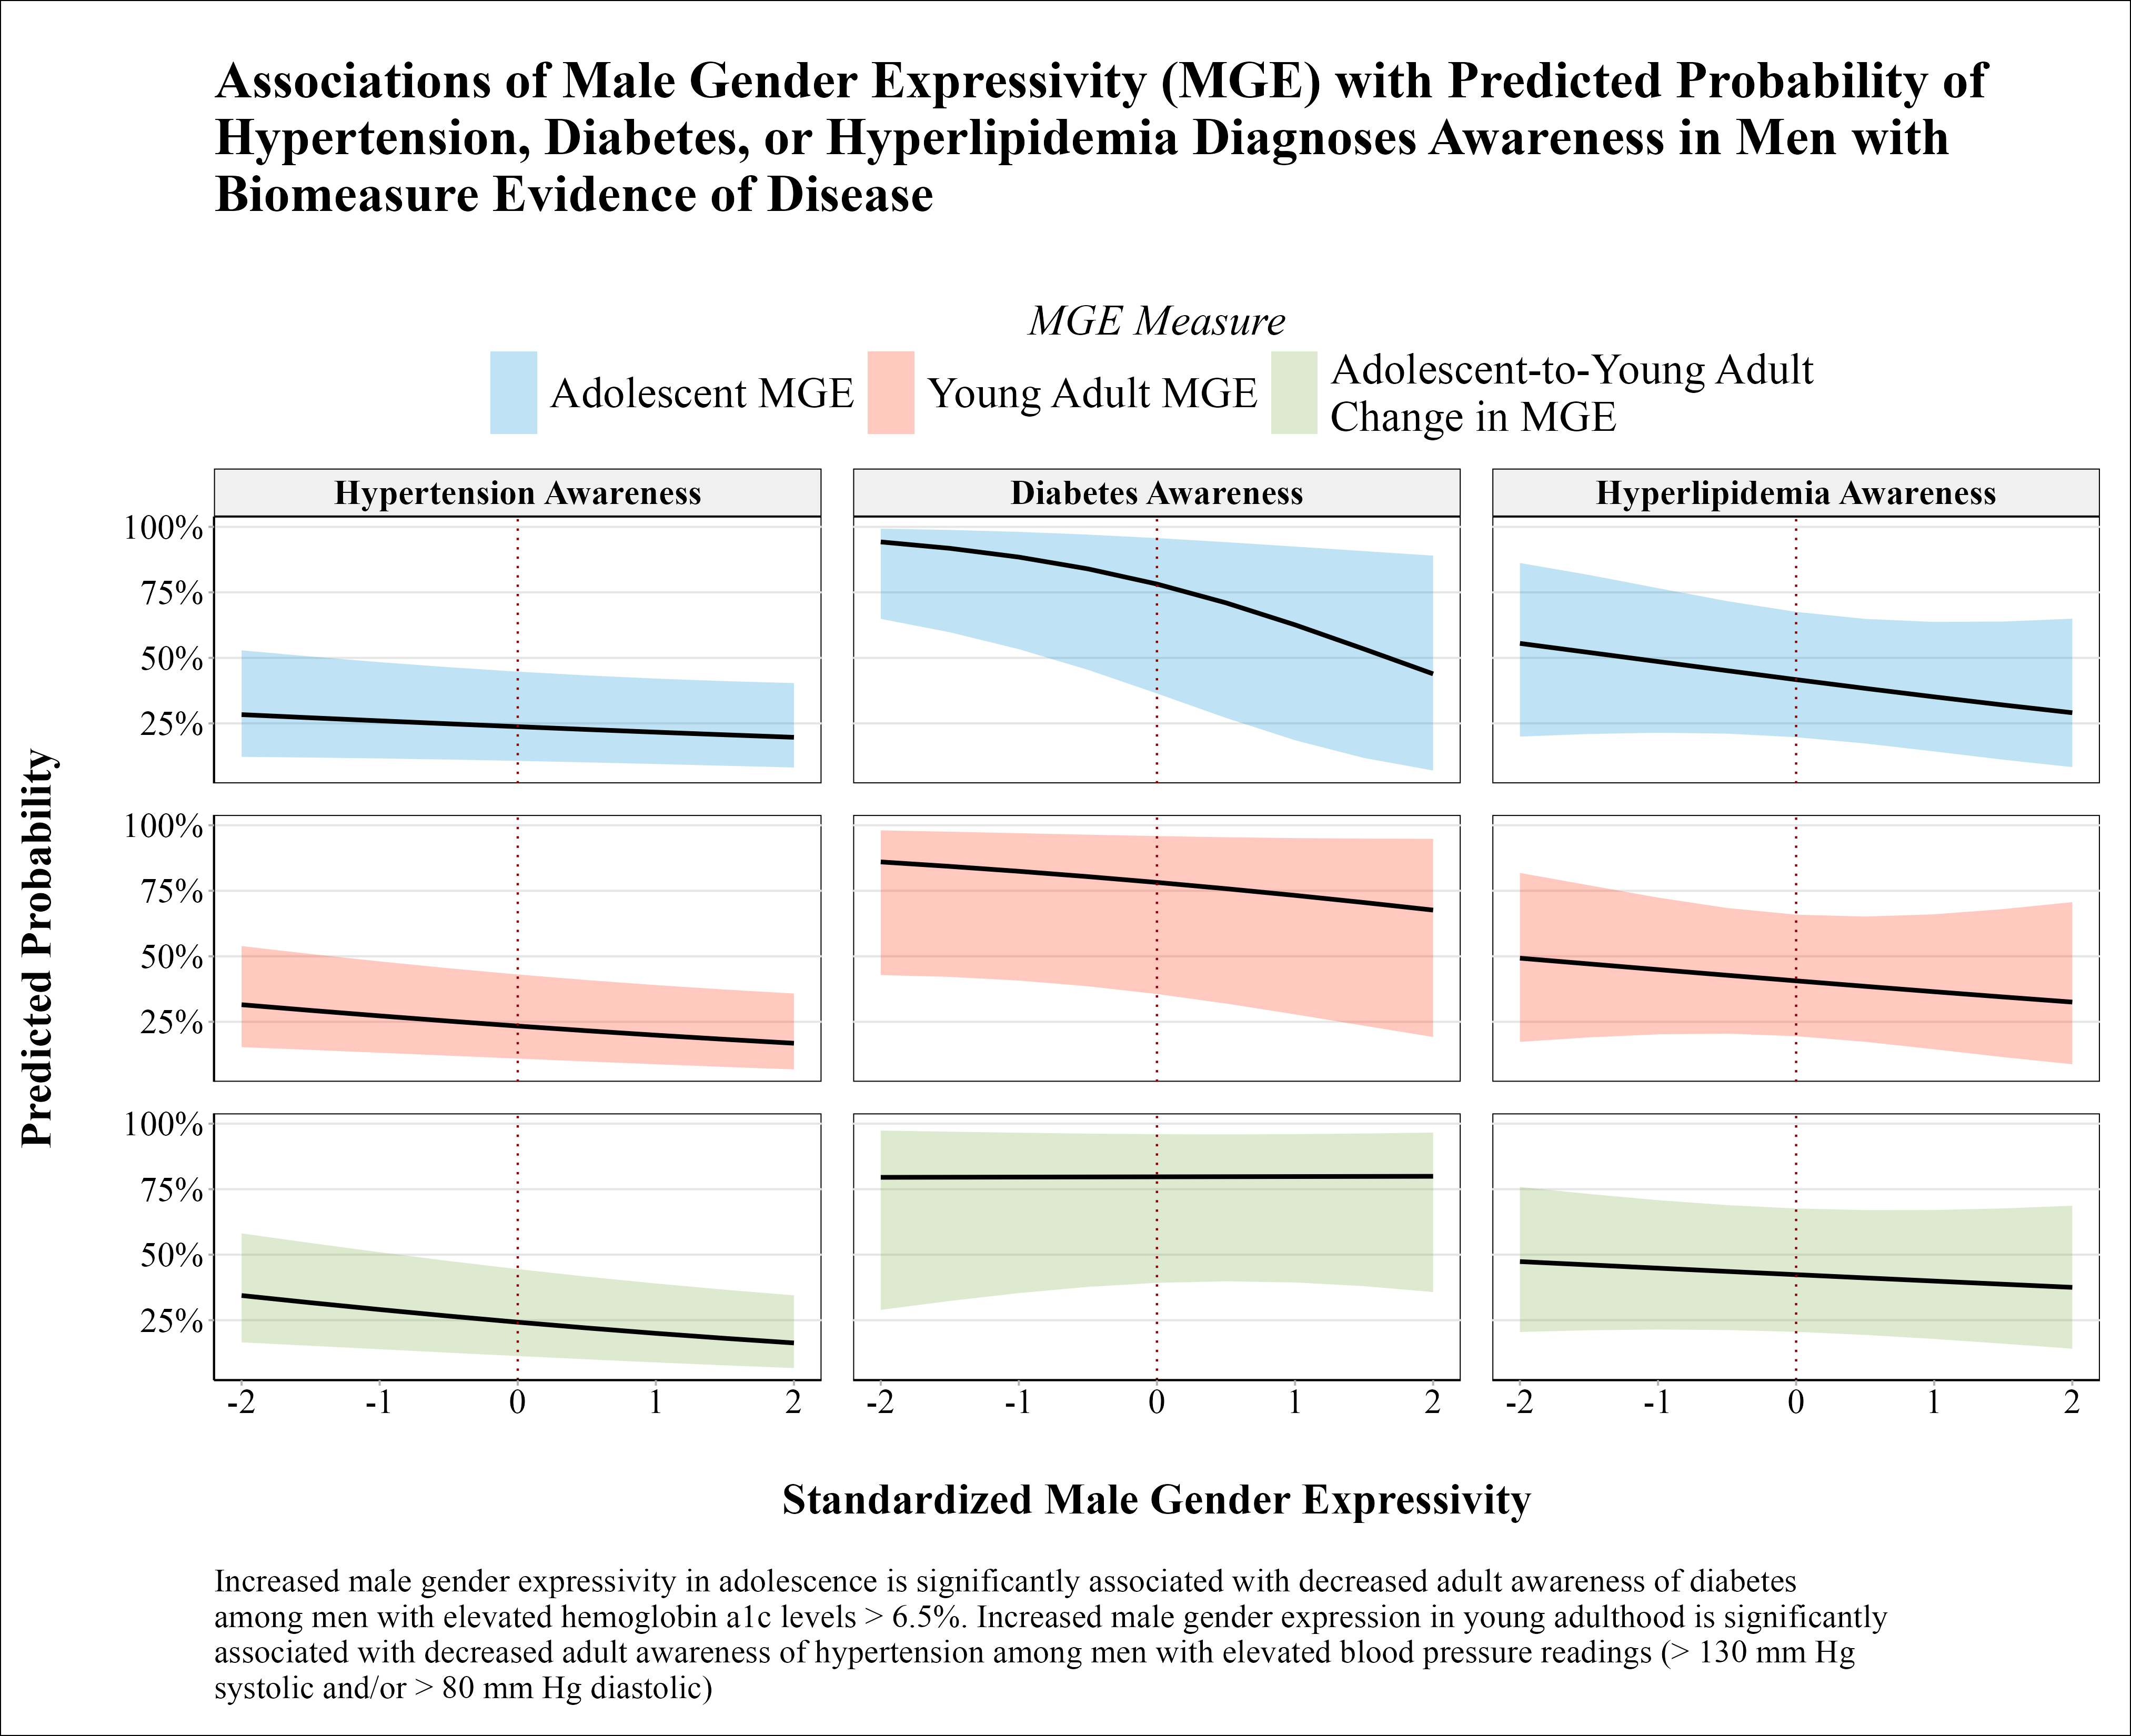 Associations of Male Gender Expressivity (MGE) with Predicted Probability of
Hypertension, Diabetes, or Hyperlipidemia Diagnoses Awareness in Men with
Biomeasure Evidence of Disease
MGE Measure
Adolescent MGE
Young Adult MGE
Adolescent-to-Young Adult
Change in MGE
Hypertension Awareness
Diabetes Awareness
Hyperlipidemia Awareness
Predicted Probability
100%
75%
50%
25%
100%
75%
50%
25%
100%
75%
50%
25%
-2 -1 0 1 2
-2 -1 0 1 2
-2 -1 0 1 2
Standardized Male Gender Expressivity
Increased male gender expressivity in adolescence is significantly associated with decreased adult awareness of diabetes
among men with elevated hemoglobin a1c levels > 6.5%. Increased male gender expression in young adulthood is significantly
associated with decreased adult awareness of hypertension among men with elevated blood pressure readings (> 130 mm Hg
systolic and/or > 80 mm Hg diastolic)